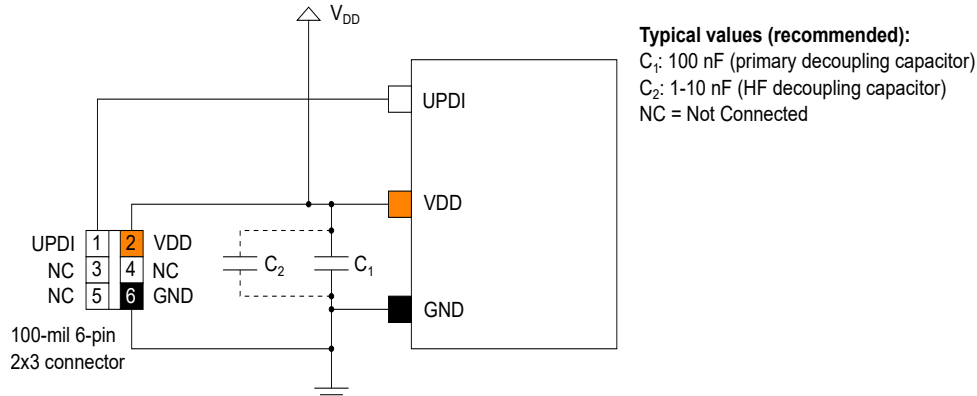 V_DD
Typical values (recommended):
C₁: 100 nF (primary decoupling capacitor)
C₂: 1-10 nF (HF decoupling capacitor)
NC = Not Connected
UPDI
VDD
UPDI 1 2 VDD
NC 3 4 NC
NC 5 6 GND
C₂
C₁
GND
100-mil 6-pin
2x3 connector